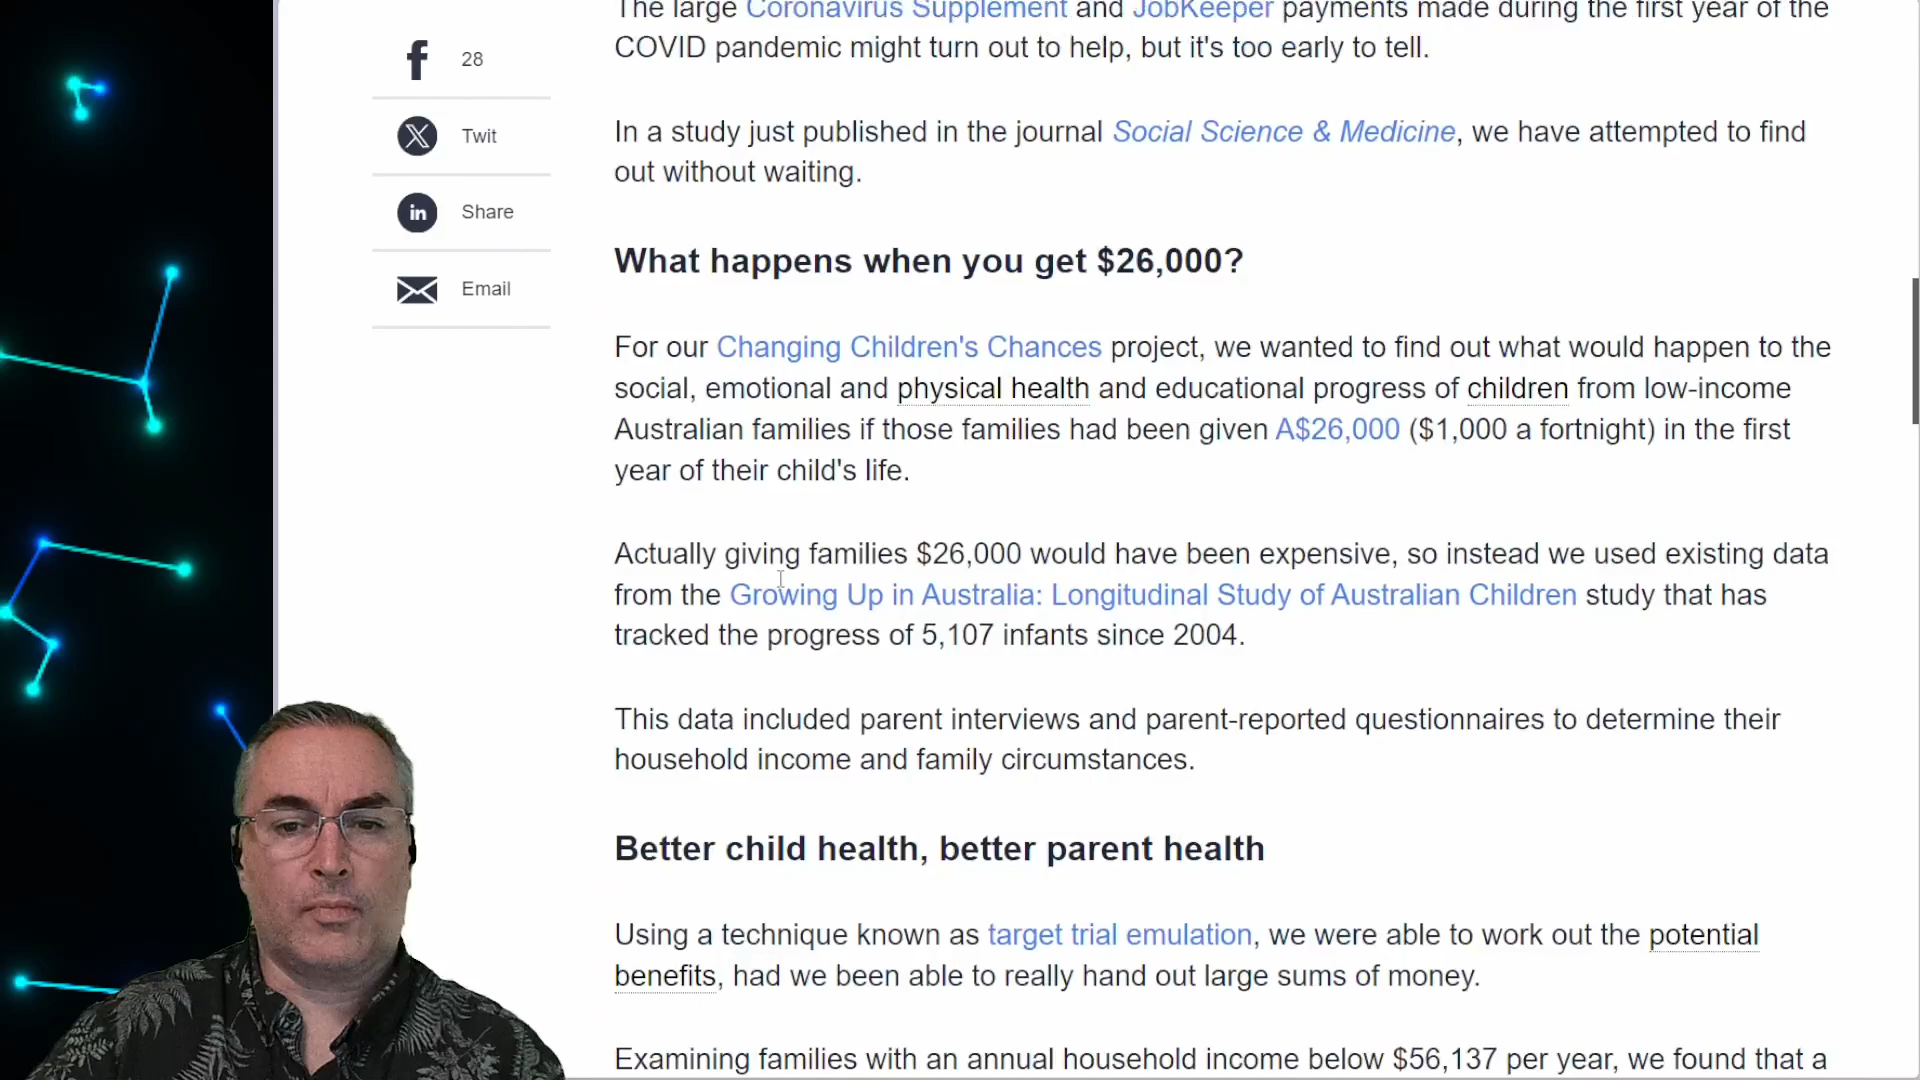 The large Coronavirus Supplement and JobKeeper payments made during the first year of the
COVID pandemic might turn out to help, but it's too early to tell.
28
Twit
Share
Email
In a study just published in the journal Social Science & Medicine, we have attempted to find
out without waiting.
What happens when you get $26,000?
For our Changing Children's Chances project, we wanted to find out what would happen to the
social, emotional and physical health and educational progress of children from low-income
Australian families if those families had been given A$26,000 ($1,000 a fortnight) in the first
year of their child's life.
Actually giving families $26,000 would have been expensive, so instead we used existing data
from the Growing Up in Australia: Longitudinal Study of Australian Children study that has
tracked the progress of 5,107 infants since 2004.
This data included parent interviews and parent-reported questionnaires to determine their
household income and family circumstances.
Better child health, better parent health
Using a technique known as target trial emulation, we were able to work out the potential
benefits, had we been able to really hand out large sums of money.
Examining families with an annual household income below $56,137 per year, we found that a